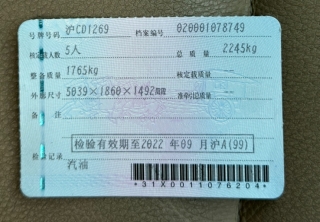 号牌号码 沪CD1269 档案编号 020001078749
核定载人数 5人 总质量 2245kg
整备质量 1765kg 核定载质量 --
外廓尺寸 5039×1860×1492mm 准牵引总质量 --
备注 --
检验有效期至2022年09月沪A(99)
检验记录
汽油
*31X0011076204*